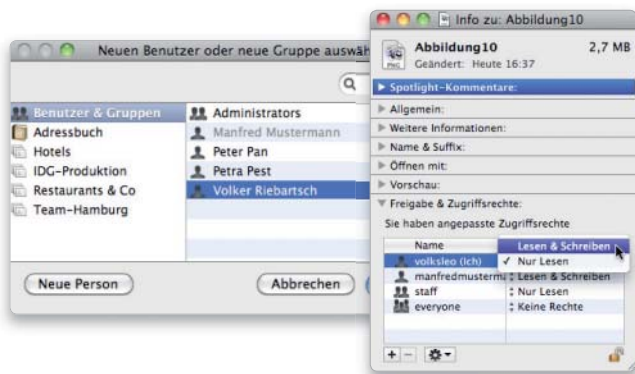 Neuen Benutzer oder neue Gruppe auswäh
Benutzer & Gruppen
Adressbuch
Hotels
IDG-Produktion
Restaurants & Co
Team-Hamburg
Administrators
Manfred Mustermann
Peter Pan
Petra Pest
Volker Riebartsch
Neue Person
Abbrechen
Info zu: Abbildung10
Abbildung10 2,7 MB
Geändert: Heute 16:37
PNG
Spotlight-Kommentare:
Allgemein:
Weitere Informationen:
Name & Suffix:
Öffnen mit:
Vorschau:
Freigabe & Zugriffsrechte:
Sie haben angepasste Zugriffsrechte
Name Lesen & Schreiben
volksleo (Ich) ✓ Nur Lesen
manfredmusterma Lesen & Schreiben
staff Nur Lesen
everyone Keine Rechte